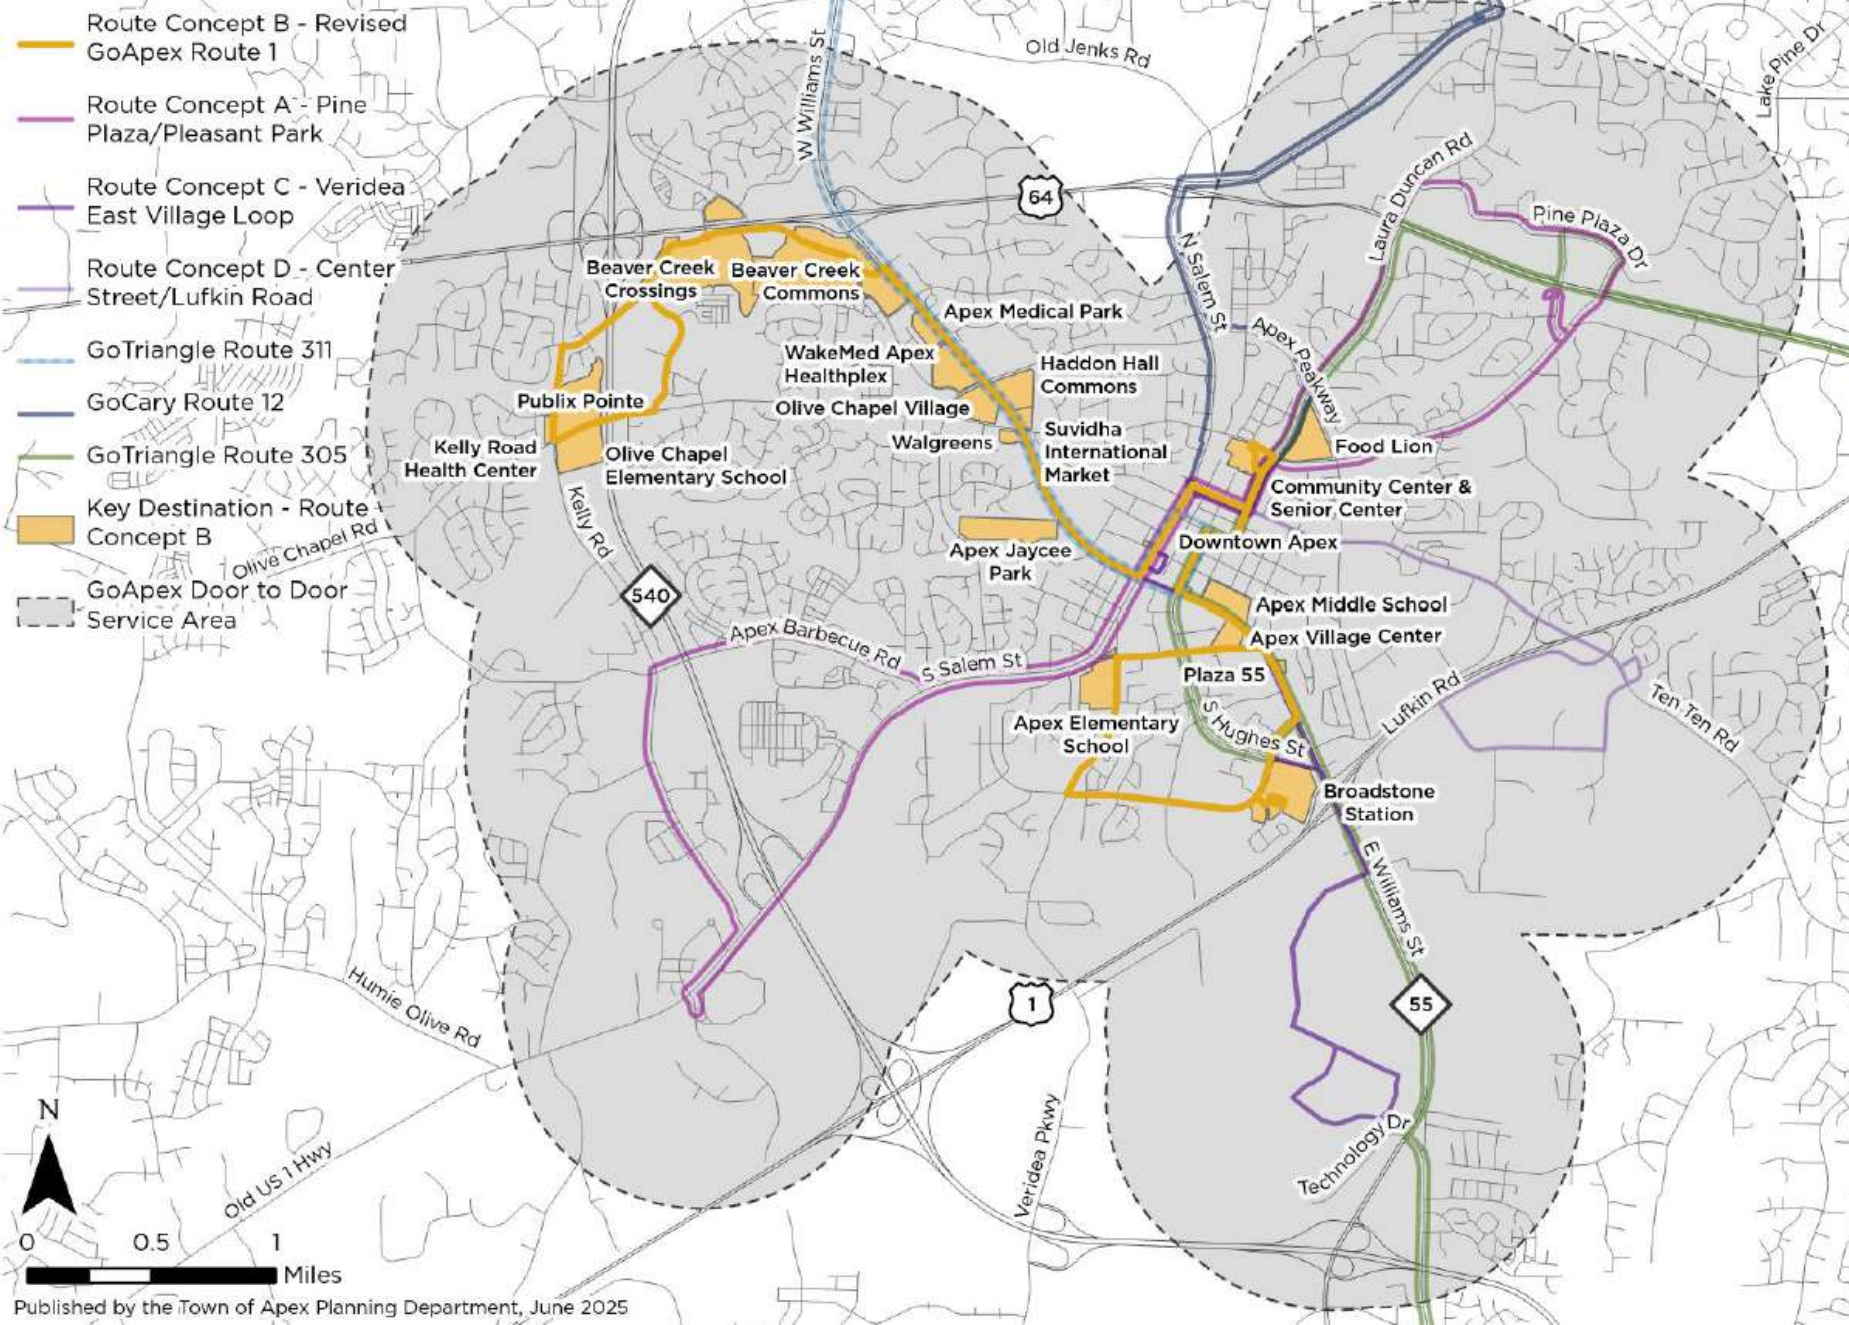 Route Concept B - Revised
GoApex Route 1
Route Concept A - Pine
Plaza/Pleasant Park
Route Concept C - Veridea
East Village Loop
Route Concept D - Center
Street/Lufkin Road
GoTriangle Route 311
GoCary Route 12
GoTriangle Route 305
Key Destination - Route
Concept B
GoApex Door to Door
Service Area
W Williams St
Old Jenks Rd
Lake Pine Dr
64
Laura Duncan Rd
Pine Plaza Dr
N Salem St
Beaver Creek
Crossings
Beaver Creek
Commons
Apex Medical Park
Apex Peakway
WakeMed Apex
Healthplex
Haddon Hall
Commons
Publix Pointe
Olive Chapel Village
Walgreens
Suvidha
International
Market
Food Lion
Kelly Road
Health Center
Olive Chapel
Elementary School
Community Center &
Senior Center
Kelly Rd
Olive Chapel Rd
Apex Jaycee
Park
Downtown Apex
540
Apex Middle School
Apex Village Center
Apex Barbecue Rd
S Salem St
Plaza 55
Lufkin Rd
Ten Ten Rd
Apex Elementary
School
S Hughes St
Broadstone
Station
E Williams St
Humie Olive Rd
1
55
Veridea Pkwy
Technology Dr
Old US 1 Hwy
N
0 0.5 1
Miles
Published by the Town of Apex Planning Department, June 2025